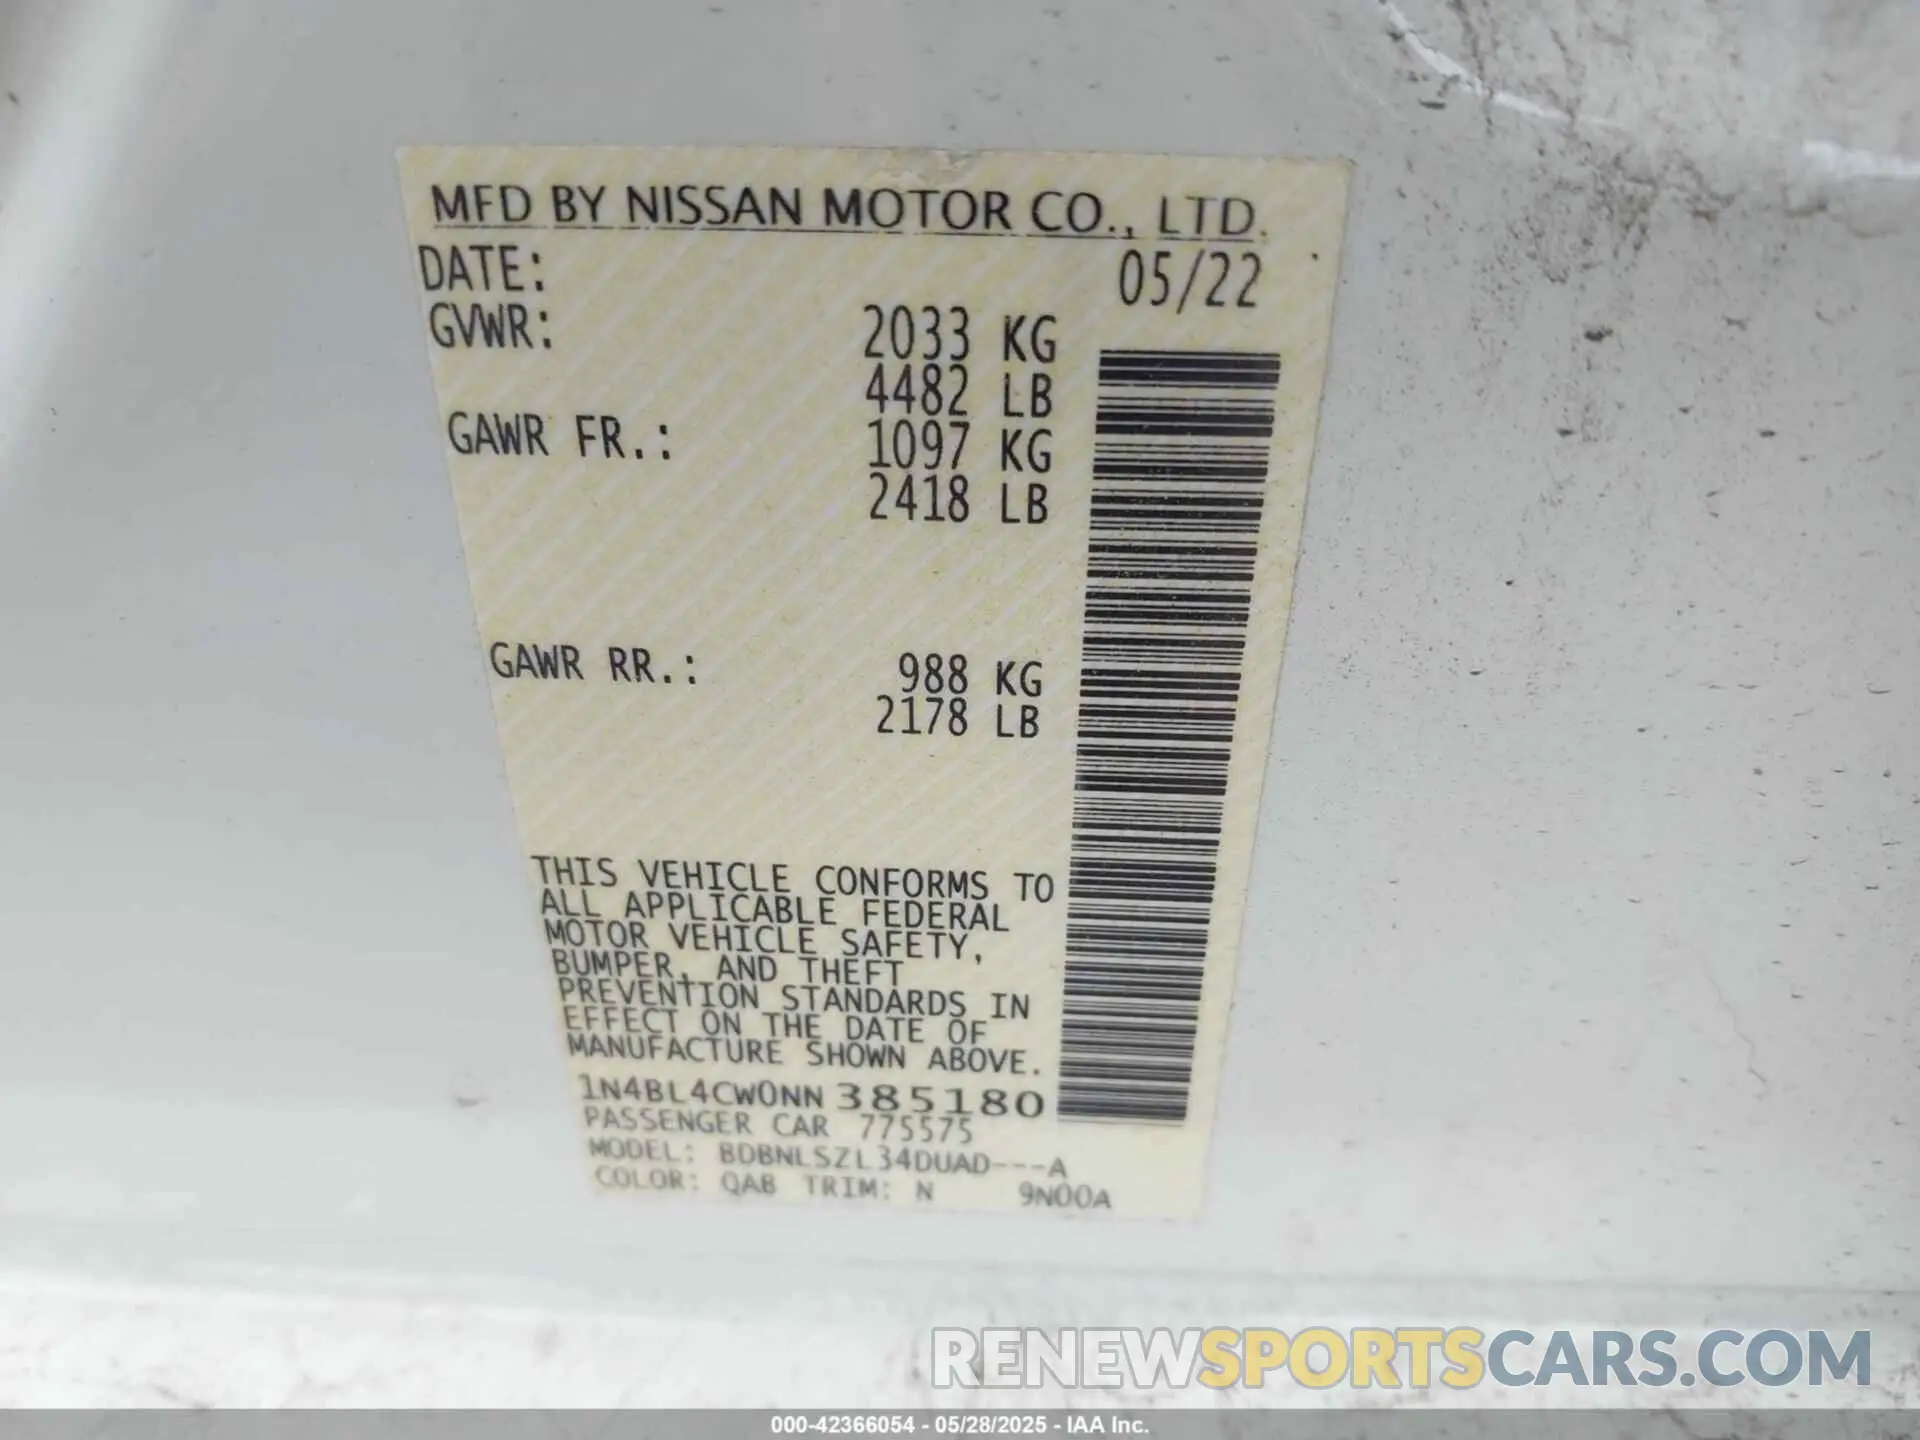 MFD BY NISSAN MOTOR CO., LTD.
DATE: 05/22
GVWR: 2033 KG
4482 LB
GAWR FR.: 1097 KG
2418 LB
GAWR RR.: 988 KG
2178 LB
THIS VEHICLE CONFORMS TO
ALL APPLICABLE FEDERAL
MOTOR VEHICLE SAFETY,
BUMPER, AND THEFT
PREVENTION STANDARDS IN
EFFECT ON THE DATE OF
MANUFACTURE SHOWN ABOVE.
1N4BL4CW0NN385180
PASSENGER CAR 775575
MODEL: BDBNLSZL34DUAD---A
COLOR: QAB TRIM: N 9N00A
RENEWSPORTSCARS.COM
000-42366054 - 05/28/2025 - IAA Inc.